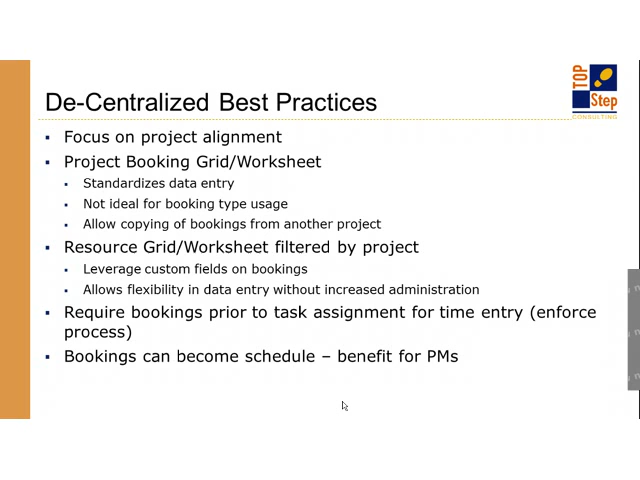 TOP
Step
CONSULTING
De-Centralized Best Practices
▪ Focus on project alignment
▪ Project Booking Grid/Worksheet
▪ Standardizes data entry
▪ Not ideal for booking type usage
▪ Allow copying of bookings from another project
▪ Resource Grid/Worksheet filtered by project
▪ Leverage custom fields on bookings
▪ Allows flexibility in data entry without increased administration
▪ Require bookings prior to task assignment for time entry (enforce
process)
▪ Bookings can become schedule – benefit for PMs